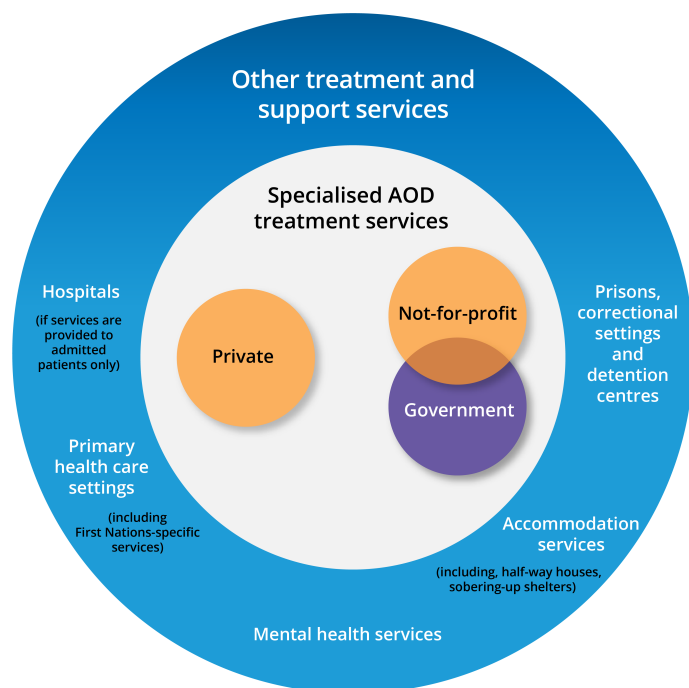 Other treatment and
support services
Specialised AOD
treatment services
Hospitals
(if services are
provided to
admitted
patients only)
Private
Not-for-profit
Government
Prisons,
correctional
settings
and
detention
centres
Primary
health care
settings
(including
First Nations-specific
services)
Accommodation
services
(including, half-way houses,
sobering-up shelters)
Mental health services